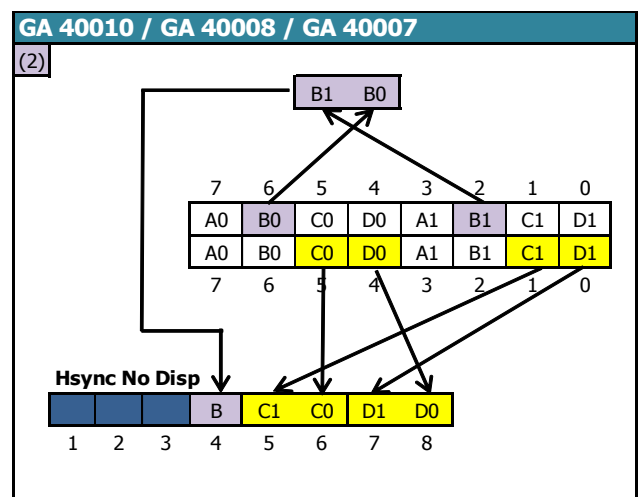 GA 40010 / GA 40008 / GA 40007
(2)
B1 B0
7 6 5 4 3 2 1 0
A0 B0 C0 D0 A1 B1 C1 D1
A0 B0 C0 D0 A1 B1 C1 D1
7 6 5 4 3 2 1 0
Hsync No Disp
B C1 C0 D1 D0
1 2 3 4 5 6 7 8